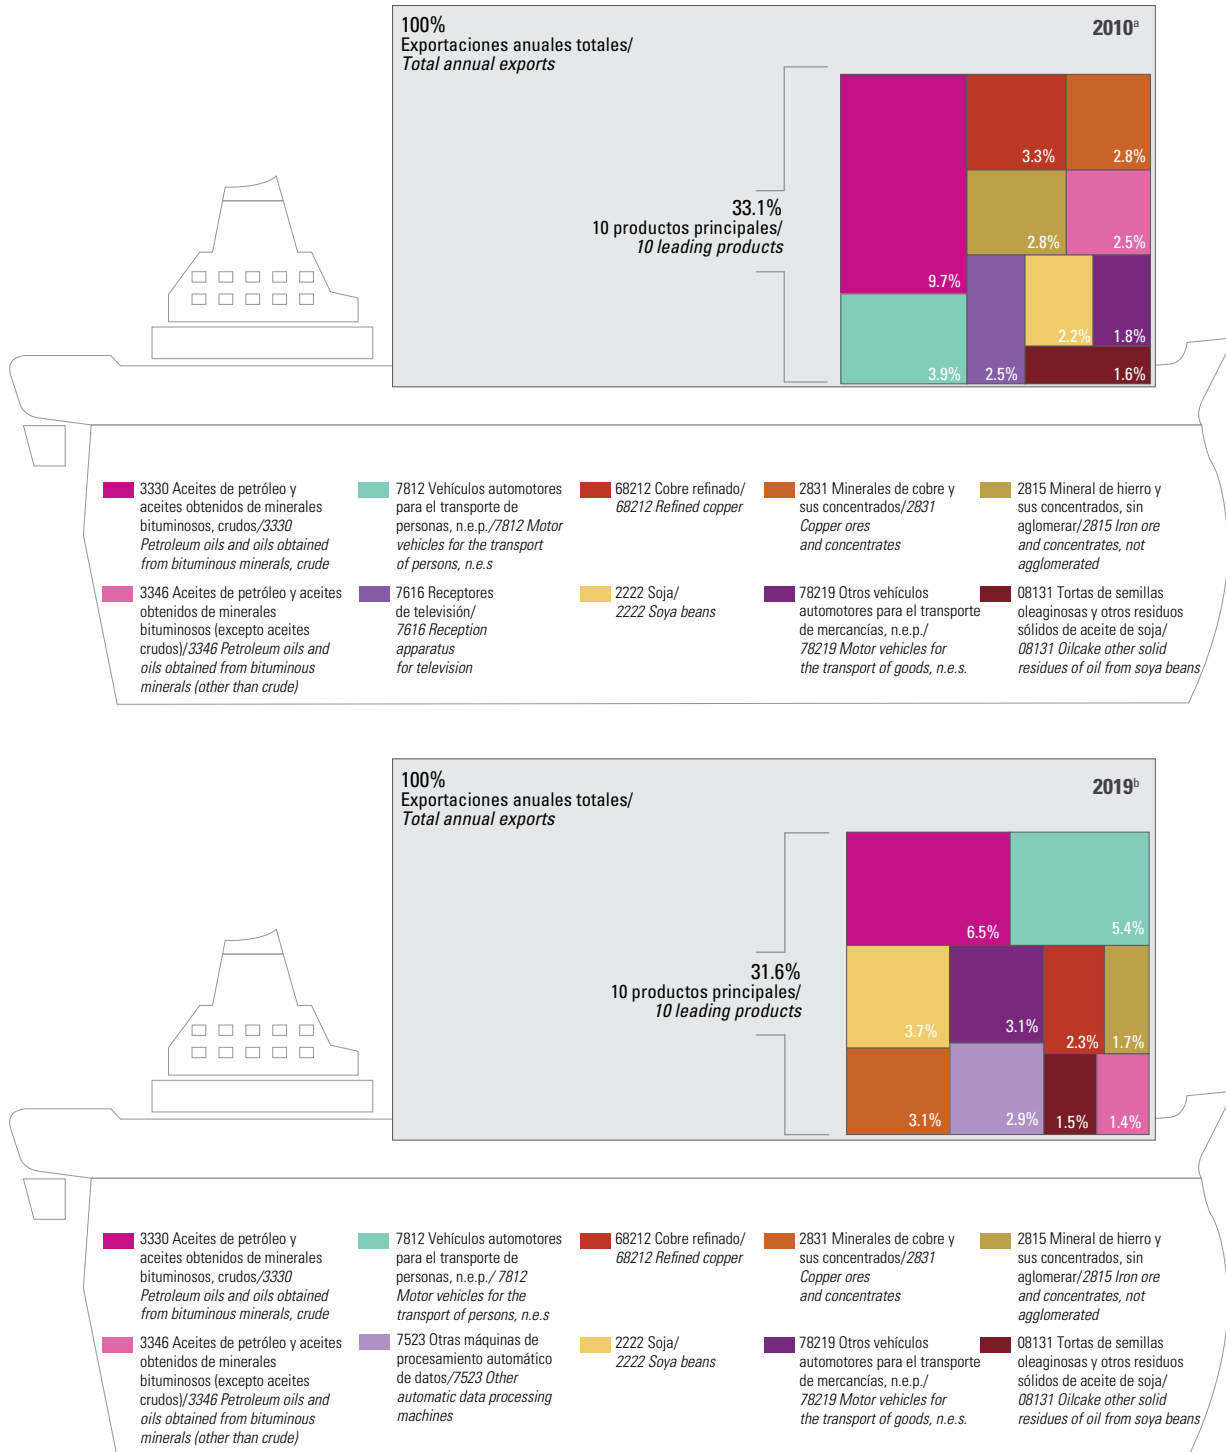 100%
Exportaciones anuales totales/
Total annual exports
2010ª
33.1%
10 productos principales/
10 leading products
9.7%
3.3%
2.8%
2.8%
2.5%
3.9%
2.5%
2.2%
1.8%
1.6%
3330 Aceites de petróleo y
aceites obtenidos de minerales
bituminosos, crudos/3330
Petroleum oils and oils obtained
from bituminous minerals, crude
7812 Vehículos automotores
para el transporte de
personas, n.e.p./7812 Motor
vehicles for the transport
of persons, n.e.s
68212 Cobre refinado/
68212 Refined copper
2831 Minerales de cobre y
sus concentrados/2831
Copper ores
and concentrates
2815 Mineral de hierro y
sus concentrados, sin
aglomerar/2815 Iron ore
and concentrates, not
agglomerated
3346 Aceites de petróleo y aceites
obtenidos de minerales
bituminosos (excepto aceites
crudos)/3346 Petroleum oils and
oils obtained from bituminous
minerals (other than crude)
7616 Receptores
de televisión/
7616 Reception
apparatus
for television
2222 Soja/
2222 Soya beans
78219 Otros vehículos
automotores para el transporte
de mercancías, n.e.p./
78219 Motor vehicles for
the transport of goods, n.e.s.
08131 Tortas de semillas
oleaginosas y otros residuos
sólidos de aceite de soja/
08131 Oilcake other solid
residues of oil from soya beans
100%
Exportaciones anuales totales/
Total annual exports
2019ᵇ
31.6%
10 productos principales/
10 leading products
6.5%
5.4%
3.7%
3.1%
2.3%
1.7%
3.1%
2.9%
1.5%
1.4%
3330 Aceites de petróleo y
aceites obtenidos de minerales
bituminosos, crudos/3330
Petroleum oils and oils obtained
from bituminous minerals, crude
7812 Vehículos automotores
para el transporte de
personas, n.e.p./ 7812
Motor vehicles for the
transport of persons, n.e.s
68212 Cobre refinado/
68212 Refined copper
2831 Minerales de cobre y
sus concentrados/2831
Copper ores
and concentrates
2815 Mineral de hierro y
sus concentrados, sin
aglomerar/2815 Iron ore
and concentrates, not
agglomerated
3346 Aceites de petróleo y aceites
obtenidos de minerales
bituminosos (excepto aceites
crudos)/3346 Petroleum oils and
oils obtained from bituminous
minerals (other than crude)
7523 Otras máquinas de
procesamiento automático
de datos/7523 Other
automatic data processing
machines
2222 Soja/
2222 Soya beans
78219 Otros vehículos
automotores para el transporte
de mercancías, n.e.p./
78219 Motor vehicles for
the transport of goods, n.e.s.
08131 Tortas de semillas
oleaginosas y otros residuos
sólidos de aceite de soja/
08131 Oilcake other solid
residues of oil from soya beans